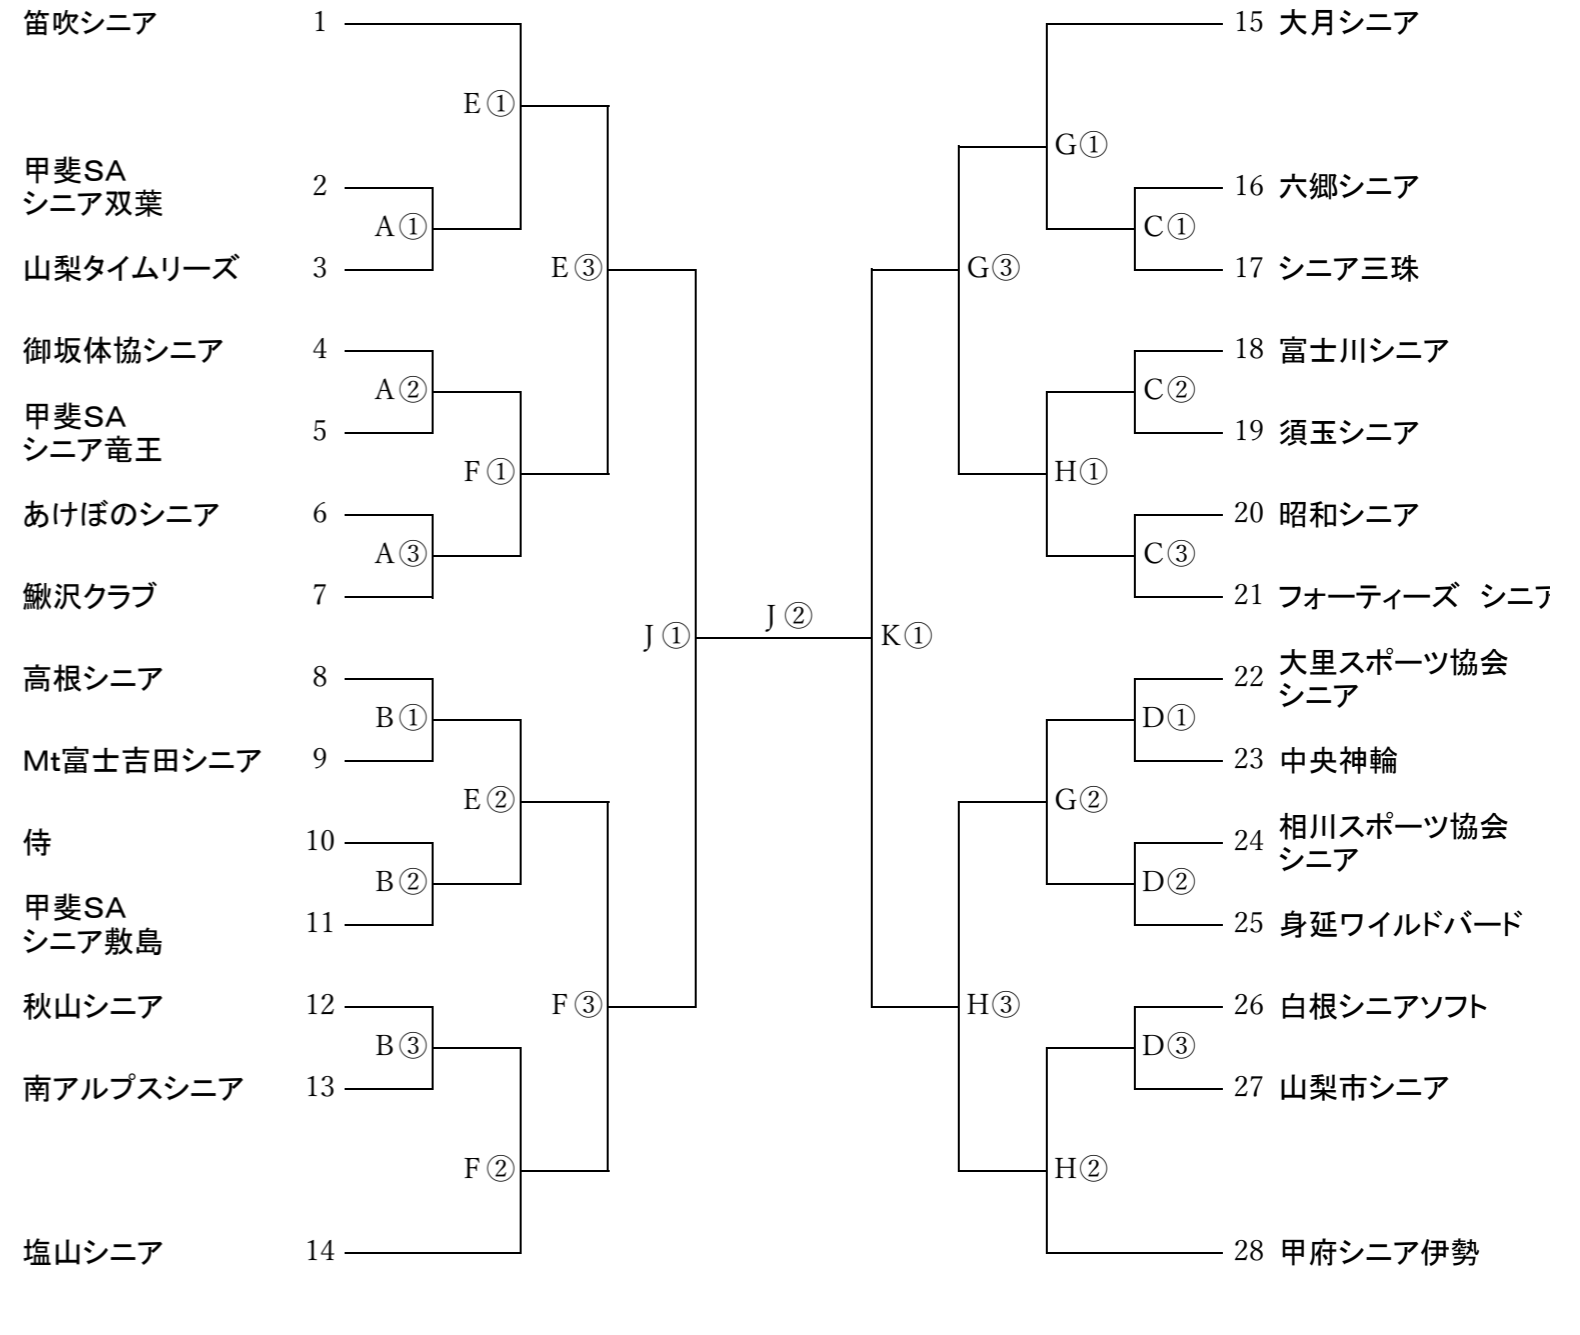 笛吹シニア 1
E①
甲斐SA
シニア双葉 2
A①
山梨タイムリーズ 3
E③
御坂体協シニア 4
A②
甲斐SA
シニア竜王 5
F①
あけぼのシニア 6
A③
鰍沢クラブ 7
J①
高根シニア 8
B①
Mt富士吉田シニア 9
E②
侍 10
B②
甲斐SA
シニア敷島 11
F③
秋山シニア 12
B③
南アルプスシニア 13
F②
塩山シニア 14
J②
15 大月シニア
G①
16 六郷シニア
C①
17 シニア三珠
G③
18 富士川シニア
C②
19 須玉シニア
H①
20 昭和シニア
C③
21 フォーティーズ シニア
K①
22 大里スポーツ協会
シニア
D①
23 中央神輪
G②
24 相川スポーツ協会
シニア
D②
25 身延ワイルドバード
H③
26 白根シニアソフト
D③
27 山梨市シニア
H②
28 甲府シニア伊勢